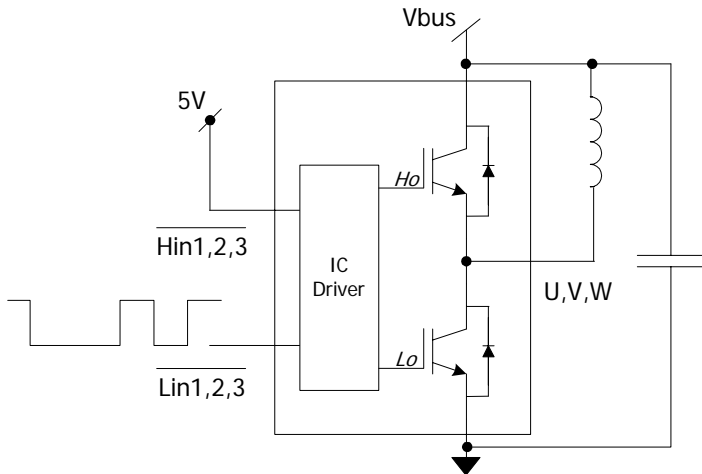 Vbus
5V
Ho
Hin1,2,3
IC
Driver
U,V,W
Lo
Lin1,2,3